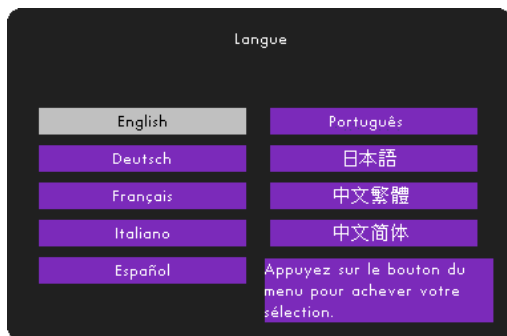 Langue
English
Deutsch
Français
Italiano
Español
Português
日本語
中文繁體
中文简体
Appuyez sur le bouton du
menu pour achever votre
sélection.